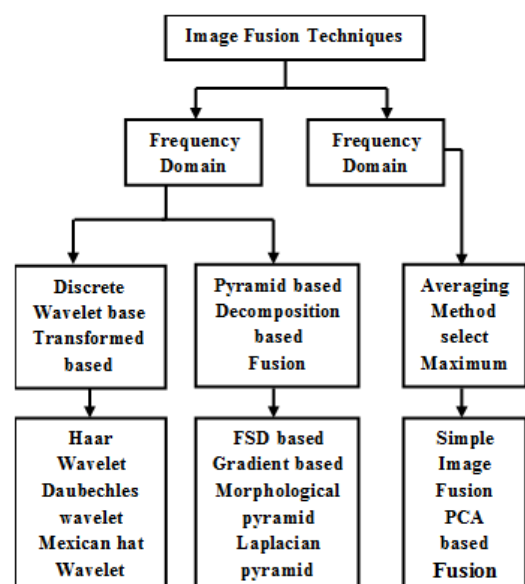 Image Fusion Techniques
Frequency
Domain
Frequency
Domain
Discrete
Wavelet base
Transformed
based
Pyramid based
Decomposition
based
Fusion
Averaging
Method
select
Maximum
Haar
Wavelet
Daubechles
wavelet
Mexican hat
Wavelet
FSD based
Gradient based
Morphological
pyramid
Laplacian
pyramid
Simple
Image
Fusion
PCA
based
Fusion